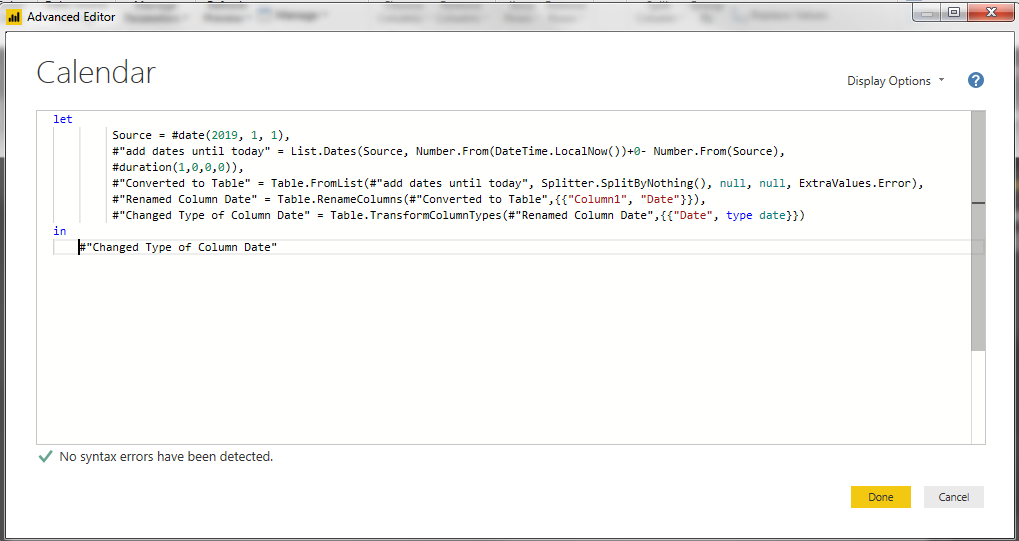 Advanced Editor
Calendar
Display Options
?
let
Source = #date(2019, 1, 1),
#"add dates until today" = List.Dates(Source, Number.From(DateTime.LocalNow())+0- Number.From(Source),
#duration(1,0,0,0)),
#"Converted to Table" = Table.FromList(#"add dates until today", Splitter.SplitByNothing(), null, null, ExtraValues.Error),
#"Renamed Column Date" = Table.RenameColumns(#"Converted to Table",{{"Column1", "Date"}}),
#"Changed Type of Column Date" = Table.TransformColumnTypes(#"Renamed Column Date",{{"Date", type date}})
in
#"Changed Type of Column Date"
No syntax errors have been detected.
Done Cancel